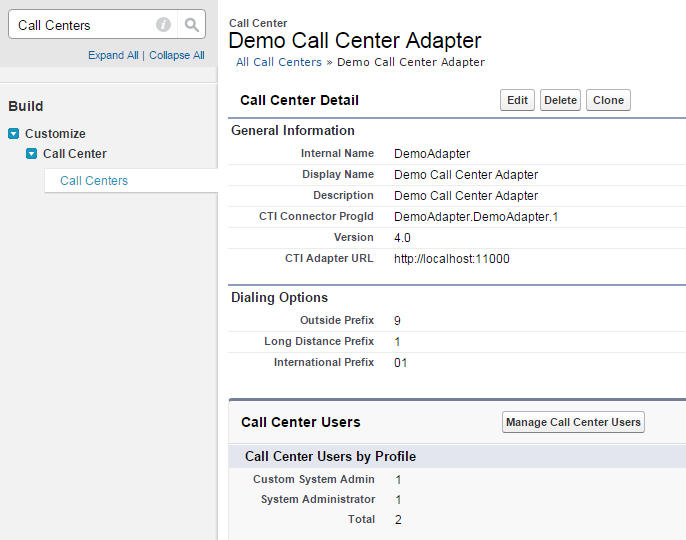 Call Centers
Expand All | Collapse All
Build
Customize
Call Center
Call Centers
Call Center
Demo Call Center Adapter
All Call Centers » Demo Call Center Adapter
Call Center Detail Edit Delete Clone
General Information
Internal Name DemoAdapter
Display Name Demo Call Center Adapter
Description Demo Call Center Adapter
CTI Connector ProgId DemoAdapter.DemoAdapter.1
Version 4.0
CTI Adapter URL http://localhost:11000
Dialing Options
Outside Prefix 9
Long Distance Prefix 1
International Prefix 01
Call Center Users Manage Call Center Users
Call Center Users by Profile
Custom System Admin 1
System Administrator 1
Total 2